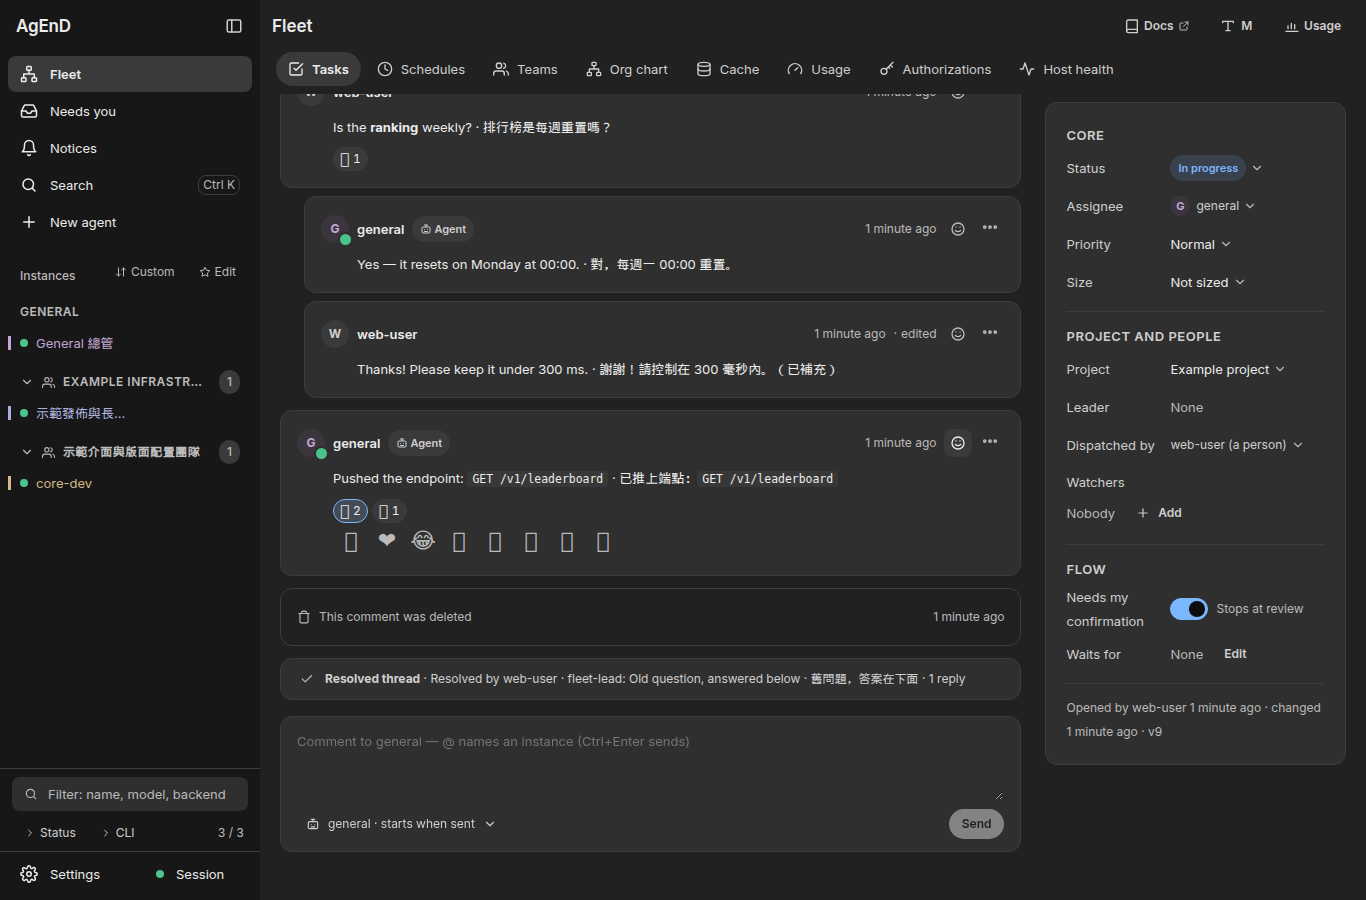 AgEnD
Fleet
Needs you
Notices
Search Ctrl K
New agent
Instances Custom Edit
GENERAL
General 總管
EXAMPLE INFRASTR... 1
示範發佈與長...
示範介面與版面配置團隊 1
core-dev
Filter: name, model, backend
Status CLI 3 / 3
Settings Session
Fleet Docs M Usage
Tasks Schedules Teams Org chart Cache Usage Authorizations Host health
web-user 1 minute ago
Is the ranking weekly? · 排行榜是每週重置嗎？
1
G general Agent 1 minute ago
Yes — it resets on Monday at 00:00. · 對，每週一 00:00 重置。
W web-user 1 minute ago · edited
Thanks! Please keep it under 300 ms. · 謝謝！請控制在 300 毫秒內。（已補充）
G general Agent 1 minute ago
Pushed the endpoint: GET /v1/leaderboard · 已推上端點： GET /v1/leaderboard
2 1
This comment was deleted 1 minute ago
Resolved thread · Resolved by web-user · fleet-lead: Old question, answered below · 舊問題，答案在下面 · 1 reply
Comment to general — @ names an instance (Ctrl+Enter sends)
general · starts when sent Send
CORE
Status In progress
Assignee G general
Priority Normal
Size Not sized
PROJECT AND PEOPLE
Project Example project
Leader None
Dispatched by web-user (a person)
Watchers
Nobody Add
FLOW
Needs my
confirmation Stops at review
Waits for None Edit
Opened by web-user 1 minute ago · changed
1 minute ago · v9